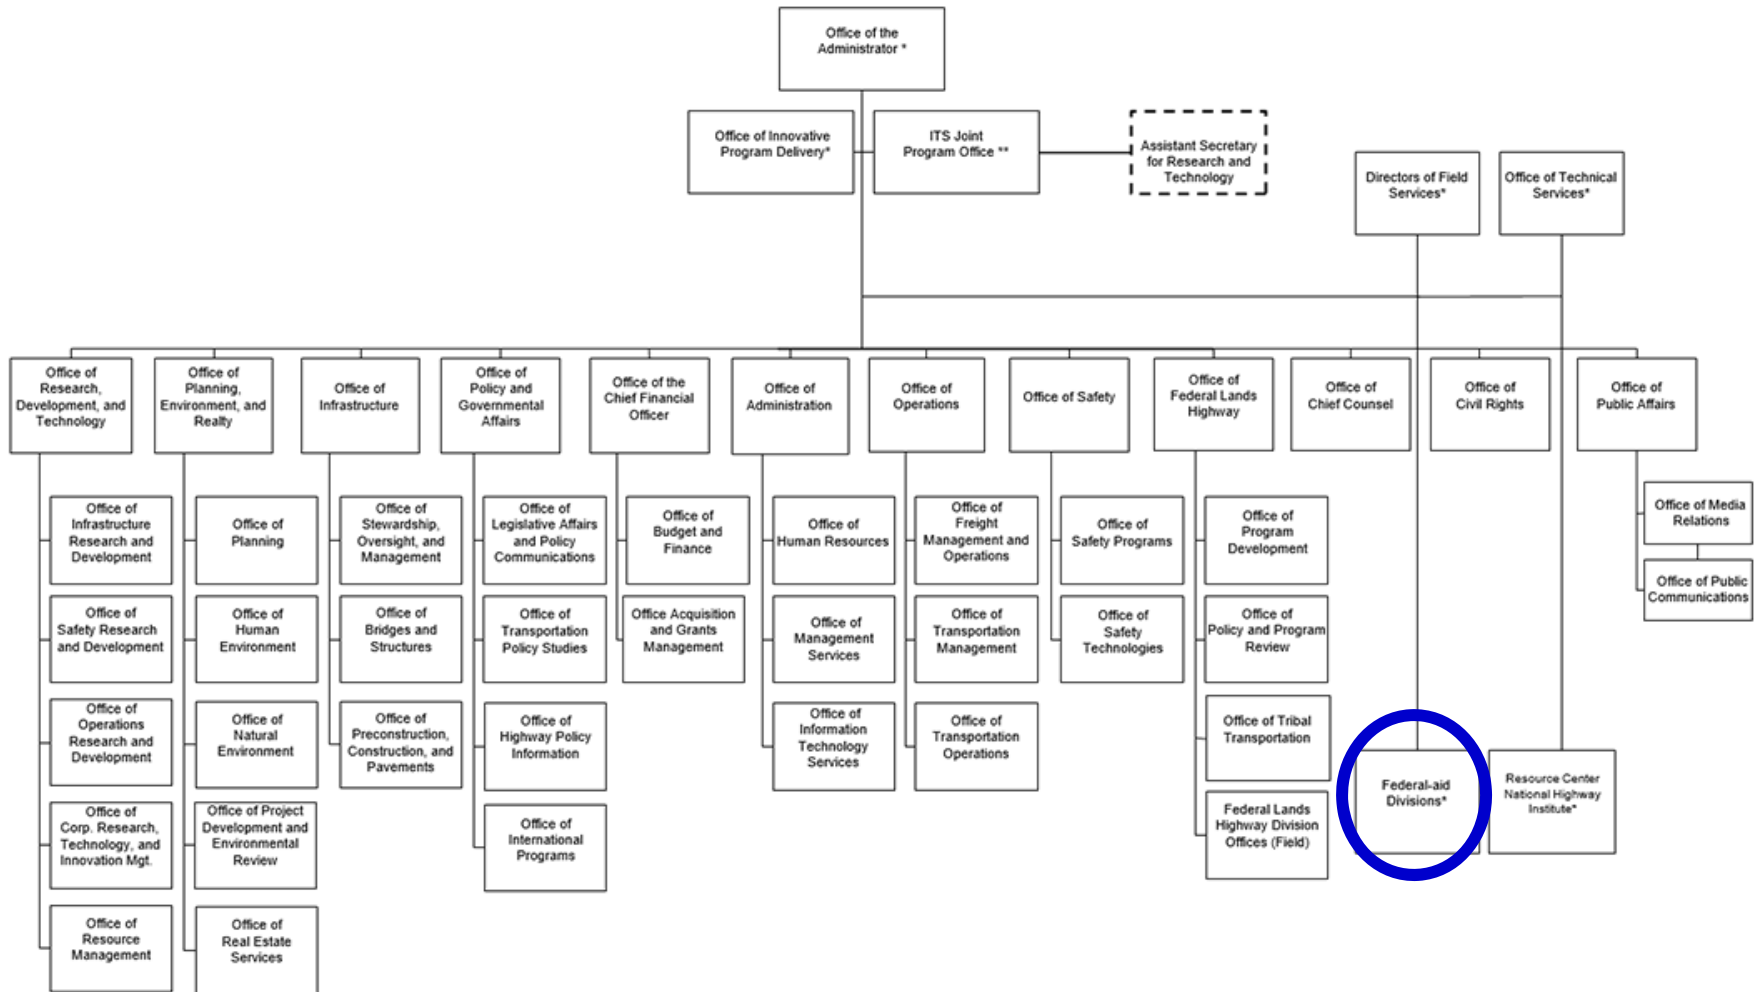 Office of the
Administrator *
Office of Innovative
Program Delivery*
ITS Joint
Program Office **
Assistant Secretary
for Research and
Technology
Directors of Field
Services*
Office of Technical
Services*
Office of
Research,
Development, and
Technology
Office of
Planning,
Environment, and
Realty
Office of
Infrastructure
Office of
Policy and
Governmental
Affairs
Office of the
Chief Financial
Officer
Office of
Administration
Office of
Operations
Office of Safety
Office of
Federal Lands
Highway
Office of
Chief Counsel
Office of
Civil Rights
Office of
Public Affairs
Office of
Infrastructure
Research and
Development
Office of
Planning
Office of
Stewardship,
Oversight, and
Management
Office of
Legislative Affairs
and Policy
Communications
Office of
Budget and
Finance
Office of
Human Resources
Office of
Freight
Management and
Operations
Office of
Safety Programs
Office of
Program
Development
Office of Media
Relations
Office of Public
Communications
Office of
Safety Research
and Development
Office of
Human
Environment
Office of
Bridges and
Structures
Office of
Transportation
Policy Studies
Office Acquisition
and Grants
Management
Office of
Management
Services
Office of
Transportation
Management
Office of
Safety
Technologies
Office of
Policy and Program
Review
Office of
Operations
Research and
Development
Office of
Natural
Environment
Office of
Preconstruction,
Construction, and
Pavements
Office of
Highway Policy
Information
Office of
Information
Technology
Services
Office of
Transportation
Operations
Office of Tribal
Transportation
Federal-aid
Divisions*
Resource Center
National Highway
Institute*
Office of
Corp. Research,
Technology, and
Innovation Mgt.
Office of Project
Development and
Environmental
Review
Office of
International
Programs
Federal Lands
Highway Division
Offices (Field)
Office of
Resource
Management
Office of
Real Estate
Services